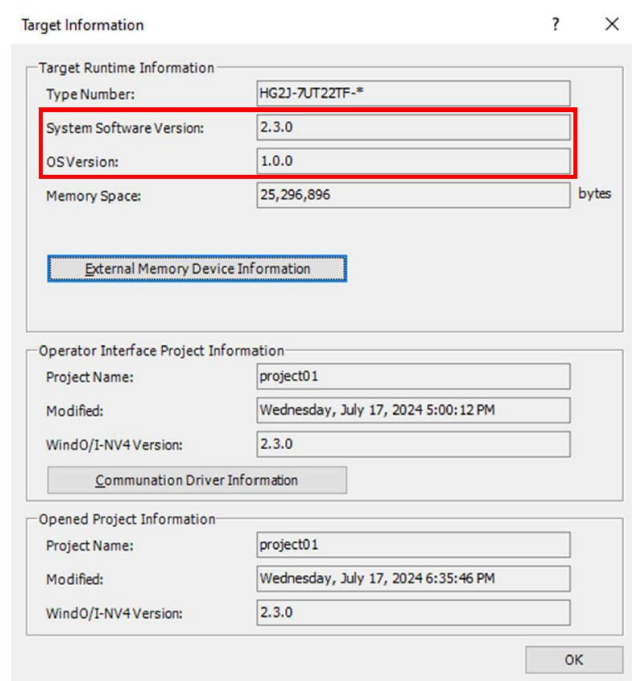 Target Information ? ×
Target Runtime Information
Type Number: HG2J-7UT22TF-*
System Software Version: 2.3.0
OSVersion: 1.0.0
Memory Space: 25,296,896 bytes
External Memory Device Information
Operator Interface Project Information
Project Name: project01
Modified: Wednesday, July 17, 2024 5:00:12 PM
WindO/I-NV4 Version: 2.3.0
Communation Driver Information
Opened Project Information
Project Name: project01
Modified: Wednesday, July 17, 2024 6:35:46 PM
WindO/I-NV4 Version: 2.3.0
OK